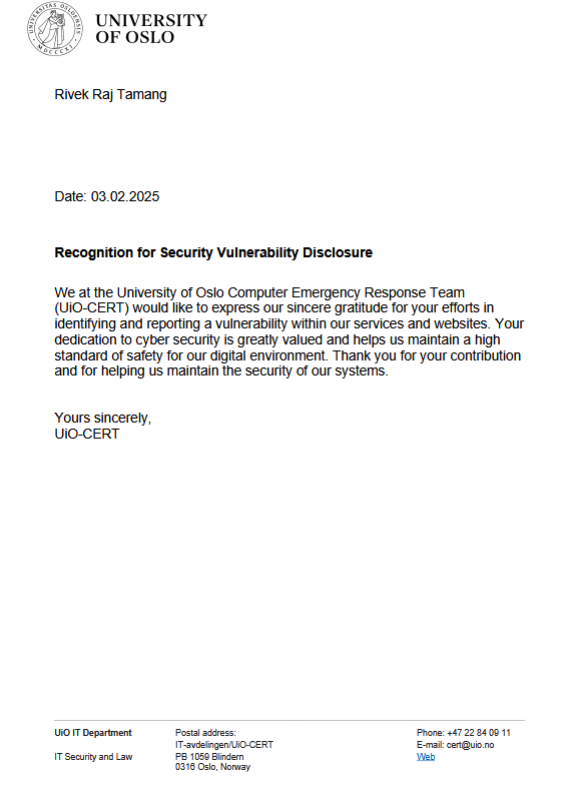 UNIVERSITAS OSLOENSIS
MDCCCXI
UNIVERSITY
OF OSLO
Rivek Raj Tamang
Date: 03.02.2025
Recognition for Security Vulnerability Disclosure
We at the University of Oslo Computer Emergency Response Team
(UiO-CERT) would like to express our sincere gratitude for your efforts in
identifying and reporting a vulnerability within our services and websites. Your
dedication to cyber security is greatly valued and helps us maintain a high
standard of safety for our digital environment. Thank you for your contribution
and for helping us maintain the security of our systems.
Yours sincerely,
UiO-CERT
UiO IT Department
IT Security and Law
Postal address:
IT-avdelingen/UiO-CERT
PB 1059 Blindern
0316 Oslo, Norway
Phone: +47 22 84 09 11
E-mail: cert@uio.no
Web